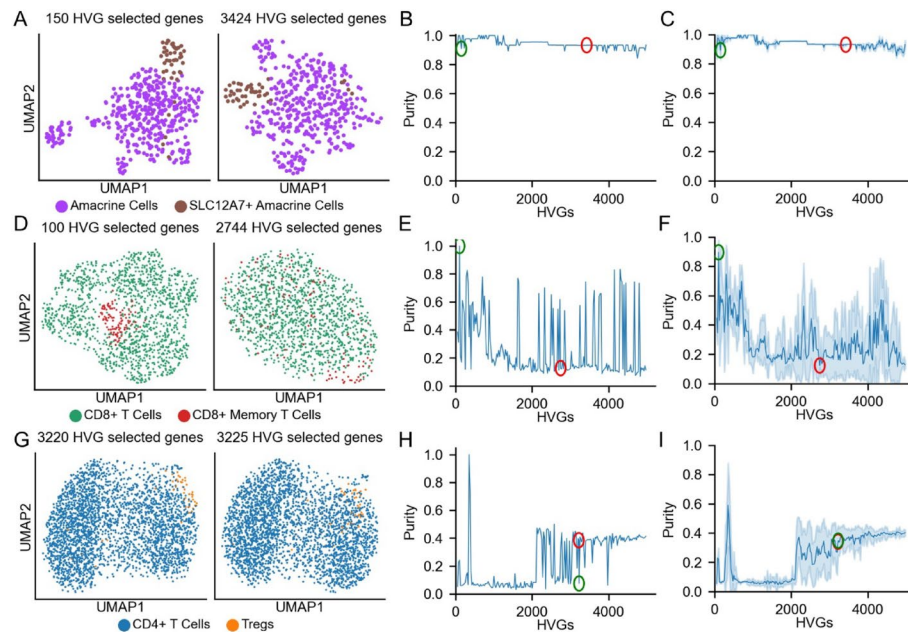 A 150 HVG selected genes 3424 HVG selected genes B C
UMAP2
UMAP1 UMAP1
Amacrine Cells SLC12A7+ Amacrine Cells
Purity
1.0
0.8
0.6
0.4
0.2
0.0
0 2000 4000
HVGs
Purity
1.0
0.8
0.6
0.4
0.2
0.0
0 2000 4000
HVGs
D 100 HVG selected genes 2744 HVG selected genes E F
UMAP2
UMAP1 UMAP1
CD8+ T Cells CD8+ Memory T Cells
Purity
1.0
0.8
0.6
0.4
0.2
0.0
0 2000 4000
HVGs
Purity
1.0
0.8
0.6
0.4
0.2
0.0
0 2000 4000
HVGs
G 3220 HVG selected genes 3225 HVG selected genes H I
UMAP2
UMAP1 UMAP1
CD4+ T Cells Tregs
Purity
1.0
0.8
0.6
0.4
0.2
0.0
0 2000 4000
HVGs
Purity
1.0
0.8
0.6
0.4
0.2
0.0
0 2000 4000
HVGs